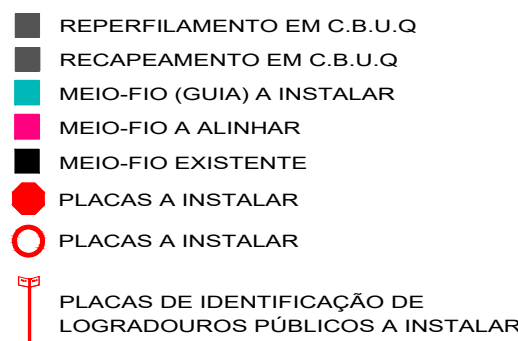 REPERFILAMENTO EM C.B.U.Q
RECAPEAMENTO EM C.B.U.Q
MEIO-FIO (GUIA) A INSTALAR
MEIO-FIO A ALINHAR
MEIO-FIO EXISTENTE
PLACAS A INSTALAR
PLACAS A INSTALAR
PLACAS DE IDENTIFICAÇÃO DE
LOGRADOUROS PÚBLICOS A INSTALAR